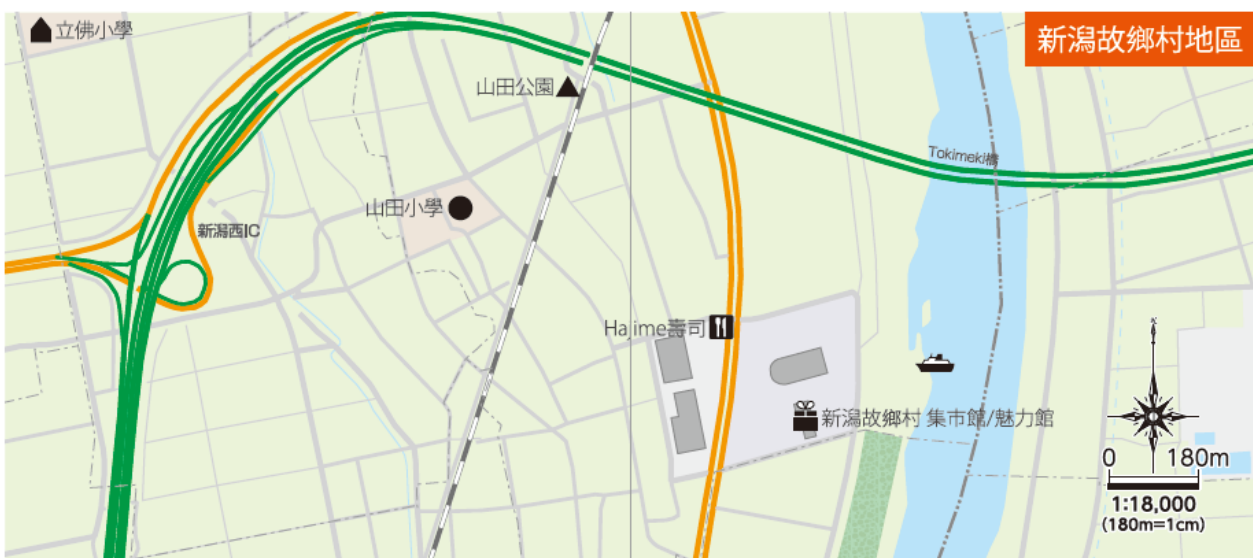 立佛小學
新潟故鄉村地區
山田公園
Tokimeki橋
山田小學
新潟西IC
Hajime壽司
新潟故鄉村 集市館/魅力館
N
0 180m
1:18,000
(180m=1cm)